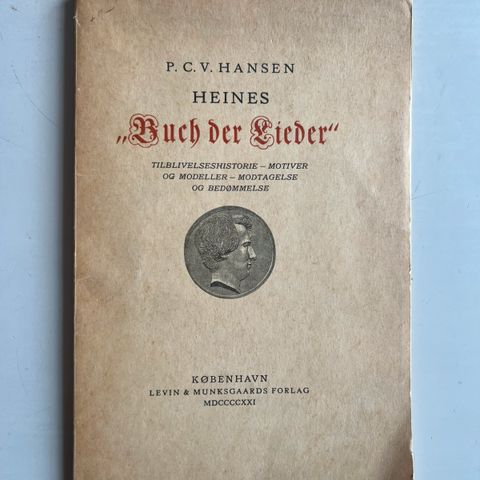 P. C. V. HANSEN
HEINES
„Buch der Lieder“
TILBLIVELSESHISTORIE – MOTIVER
OG MODELLER – MODTAGELSE
OG BEDØMMELSE
KØBENHAVN
LEVIN & MUNKSGAARDS FORLAG
MDCCCCXXI